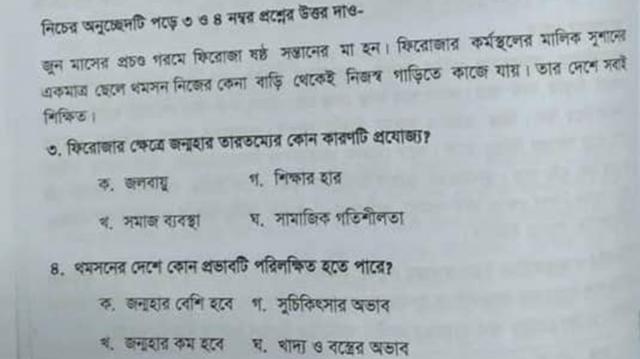 নিচের অনুচ্ছেদটি পড়ে ৩ ও ৪ নম্বর প্রশ্নের উত্তর দাও-
জুন মাসের প্রচণ্ড গরমে ফিরোজা ষষ্ঠ সন্তানের মা হন। ফিরোজার কর্মস্থলের মালিক সুশানের
একমাত্র ছেলে থমসন নিজের কেনা বাড়ি থেকেই নিজস্ব গাড়িতে কাজে যায়। তার দেশে সবাই
শিক্ষিত।
৩. ফিরোজার ক্ষেত্রে জন্মহার তারতম্যের কোন কারণটি প্রযোজ্য?
ক. জলবায়ু গ. শিক্ষার হার
খ. সমাজ ব্যবস্থা ঘ. সামাজিক গতিশীলতা
৪. থমসনের দেশে কোন প্রভাবটি পরিলক্ষিত হতে পারে?
ক. জন্মহার বেশি হবে গ. সুচিকিৎসার অভাব
খ. জন্মহার কম হবে ঘ. খাদ্য ও বস্ত্রের অভাব